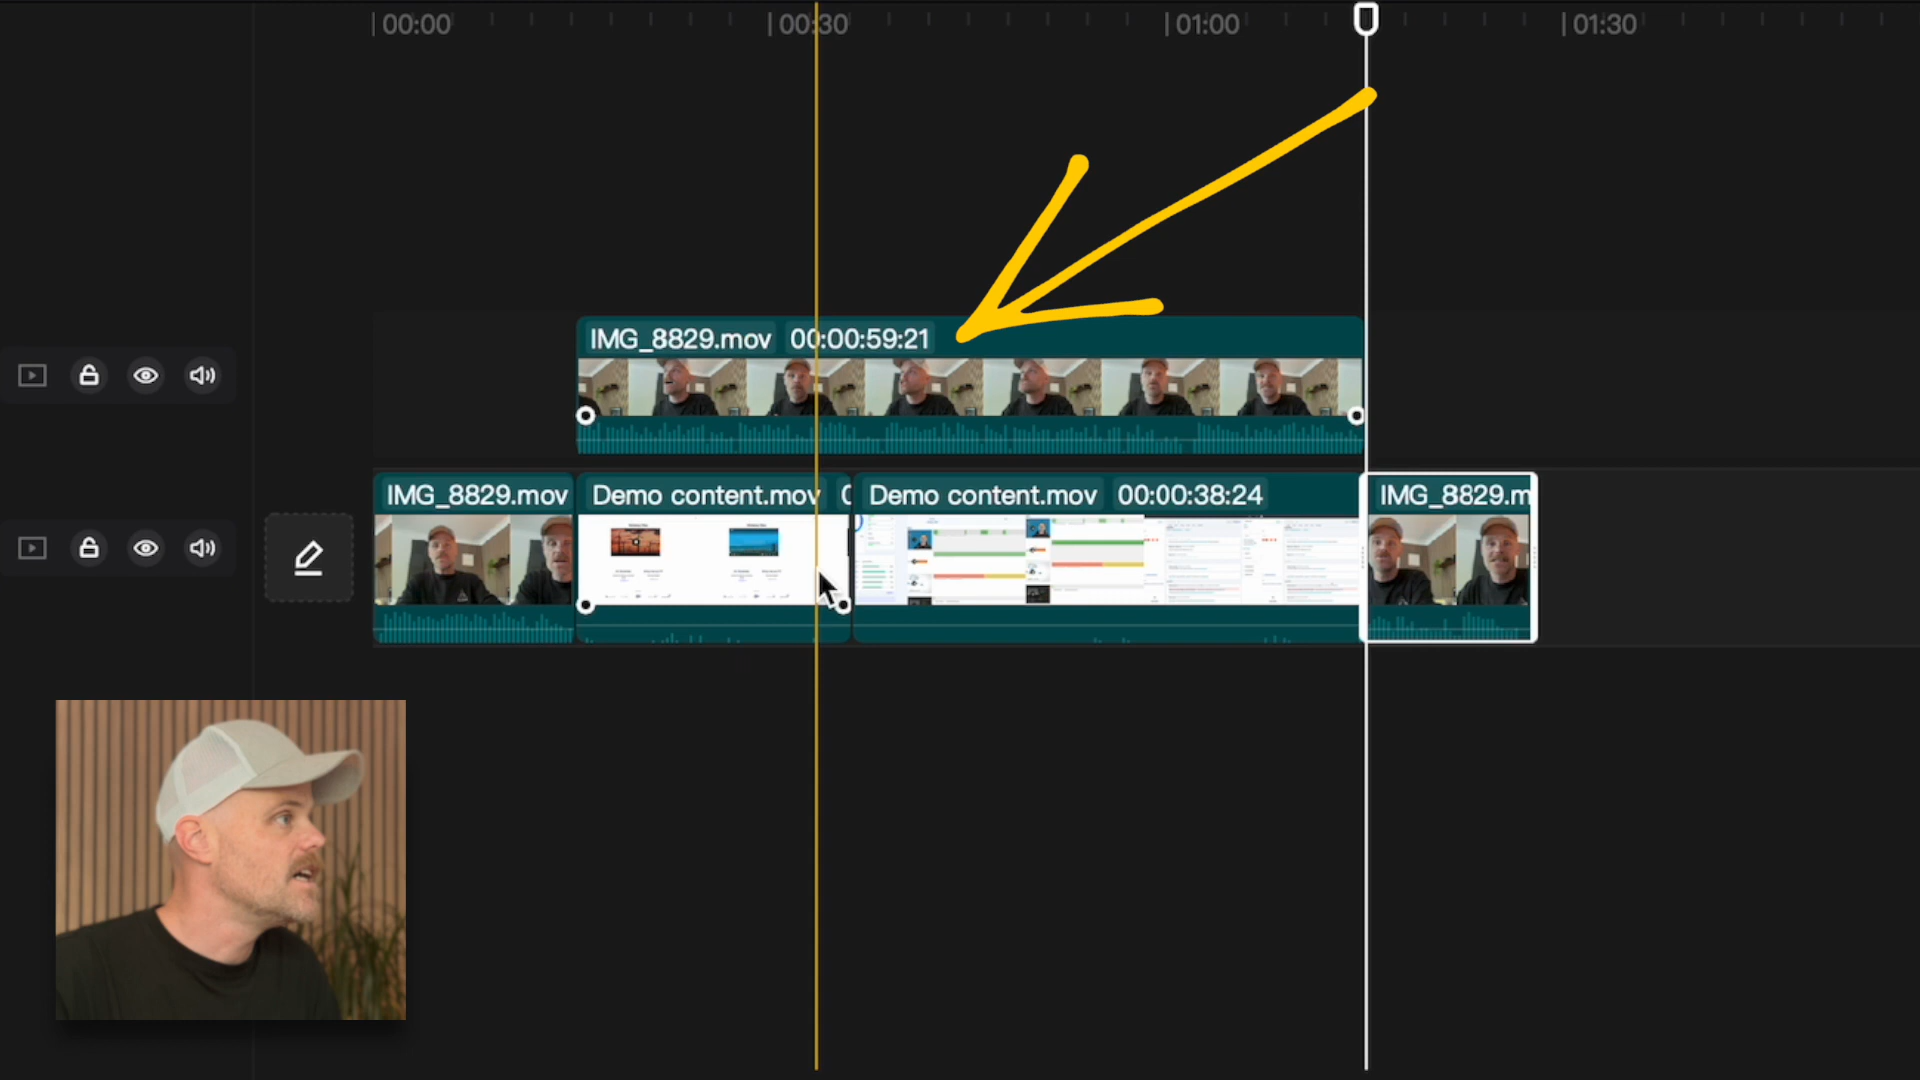 00:00
00:30
01:00
01:30
IMG_8829.mov 00:00:59:21
IMG_8829.mov
Demo content.mov
Demo content.mov 00:00:38:24
IMG_8829.m